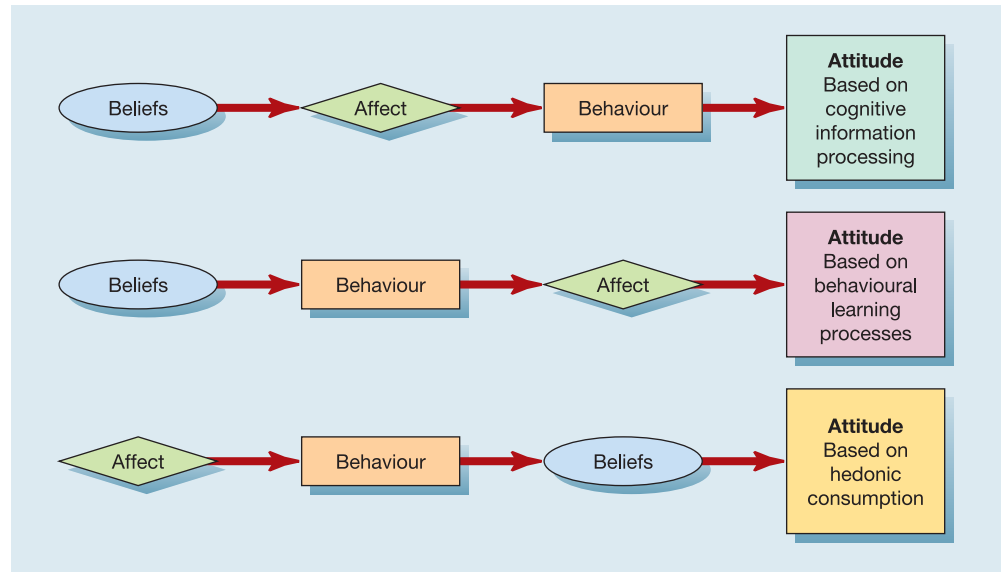 Beliefs
Affect
Behaviour
Attitude
Based on
cognitive
information
processing
Beliefs
Behaviour
Affect
Attitude
Based on
behavioural
learning
processes
Affect
Behaviour
Beliefs
Attitude
Based on
hedonic
consumption